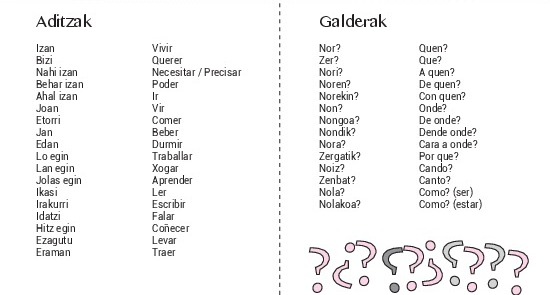 Aditzak
Izan Vivir
Bizi Querer
Nahi izan Necesitar / Precisar
Behar izan Poder
Ahal izan Ir
Joan Vir
Etorri Comer
Jan Beber
Edan Durmir
Lo egin Traballar
Lan egin Xogar
Jolas egin Aprender
Ikasi Ler
Irakurri Escribir
Idatzi Falar
Hitz egin Coñecer
Ezagutu Levar
Eraman Traer
Galderak
Nor? Quen?
Zer? Que?
Nori? A quen?
Noren? De quen?
Norekin? Con quen?
Non? Onde?
Nongoa? De onde?
Nondik? Dende onde?
Nora? Cara a onde?
Zergatik? Por que?
Noiz? Cando?
Zenbat? Canto?
Nola? Como? (ser)
Nolakoa? Como? (estar)